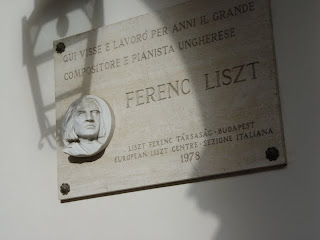 QUI VISSE E LAVORÒ PER ANNI IL GRANDE
COMPOSITORE E PIANISTA UNGHERESE
FERENC LISZT
LISZT FERENC TÁRSASÁG · BUDAPEST
EUROPEAN LISZT CENTRE · SEZIONE ITALIANA
1978